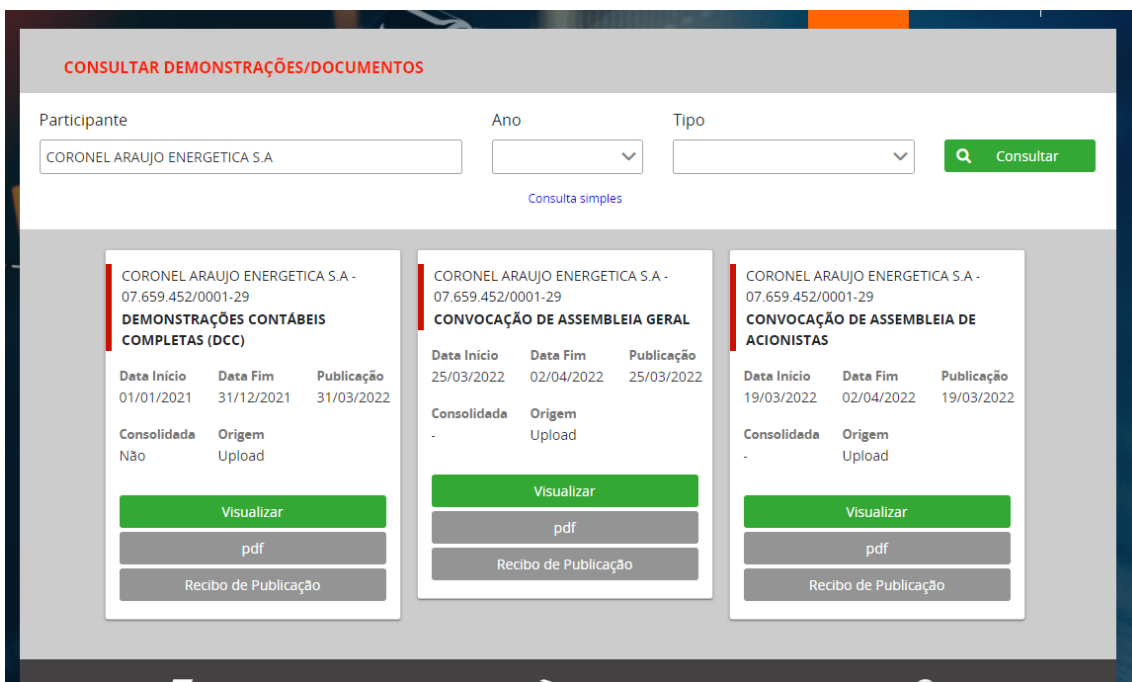 CONSULTAR DEMONSTRAÇÕES/DOCUMENTOS
Participante
Ano
Tipo
CORONEL ARAUJO ENERGETICA S.A
Consultar
Consulta simples
CORONEL ARAUJO ENERGETICA S.A -
07.659.452/0001-29
DEMONSTRAÇÕES CONTÁBEIS
COMPLETAS (DCC)
Data Início Data Fim Publicação
01/01/2021 31/12/2021 31/03/2022
Consolidada Origem
Não Upload
Visualizar
pdf
Recibo de Publicação
CORONEL ARAUJO ENERGETICA S.A -
07.659.452/0001-29
CONVOCAÇÃO DE ASSEMBLEIA GERAL
Data Início Data Fim Publicação
25/03/2022 02/04/2022 25/03/2022
Consolidada Origem
- Upload
Visualizar
pdf
Recibo de Publicação
CORONEL ARAUJO ENERGETICA S.A -
07.659.452/0001-29
CONVOCAÇÃO DE ASSEMBLEIA DE
ACIONISTAS
Data Início Data Fim Publicação
19/03/2022 02/04/2022 19/03/2022
Consolidada Origem
- Upload
Visualizar
pdf
Recibo de Publicação